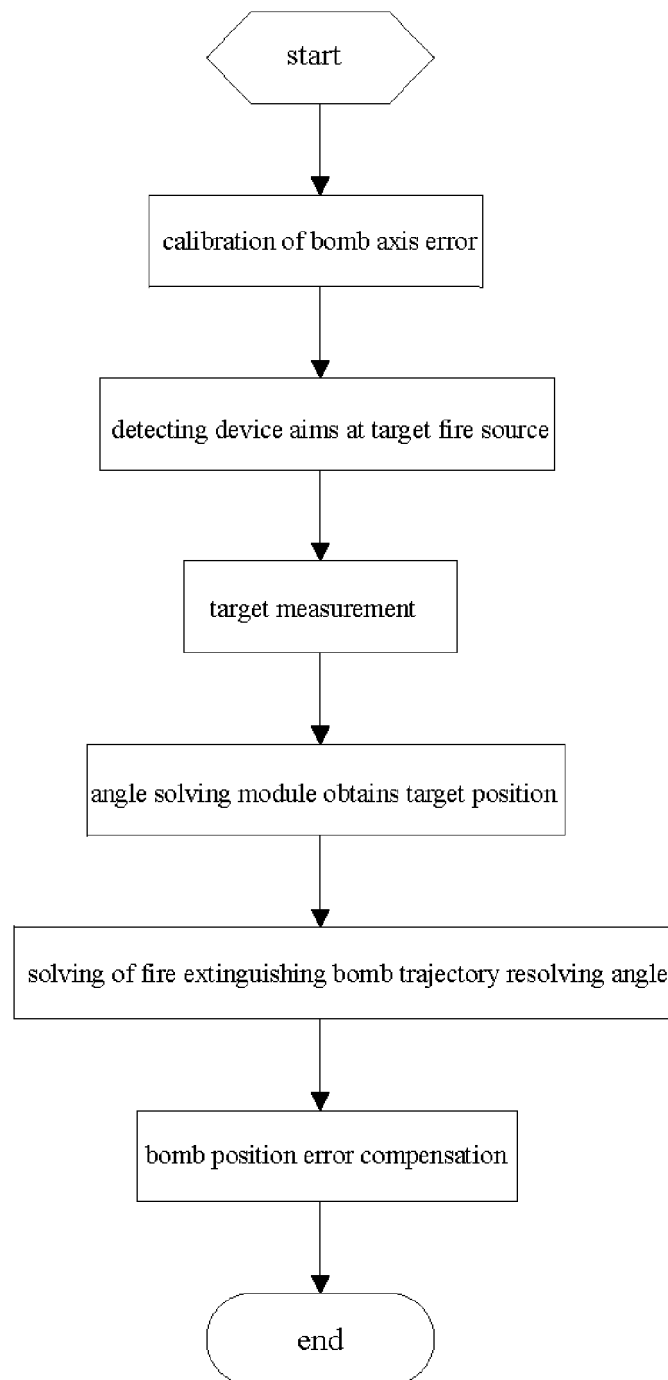 start
calibration of bomb axis error
detecting device aims at target fire source
target measurement
angle solving module obtains target position
solving of fire extinguishing bomb trajectory resolving angle
bomb position error compensation
end